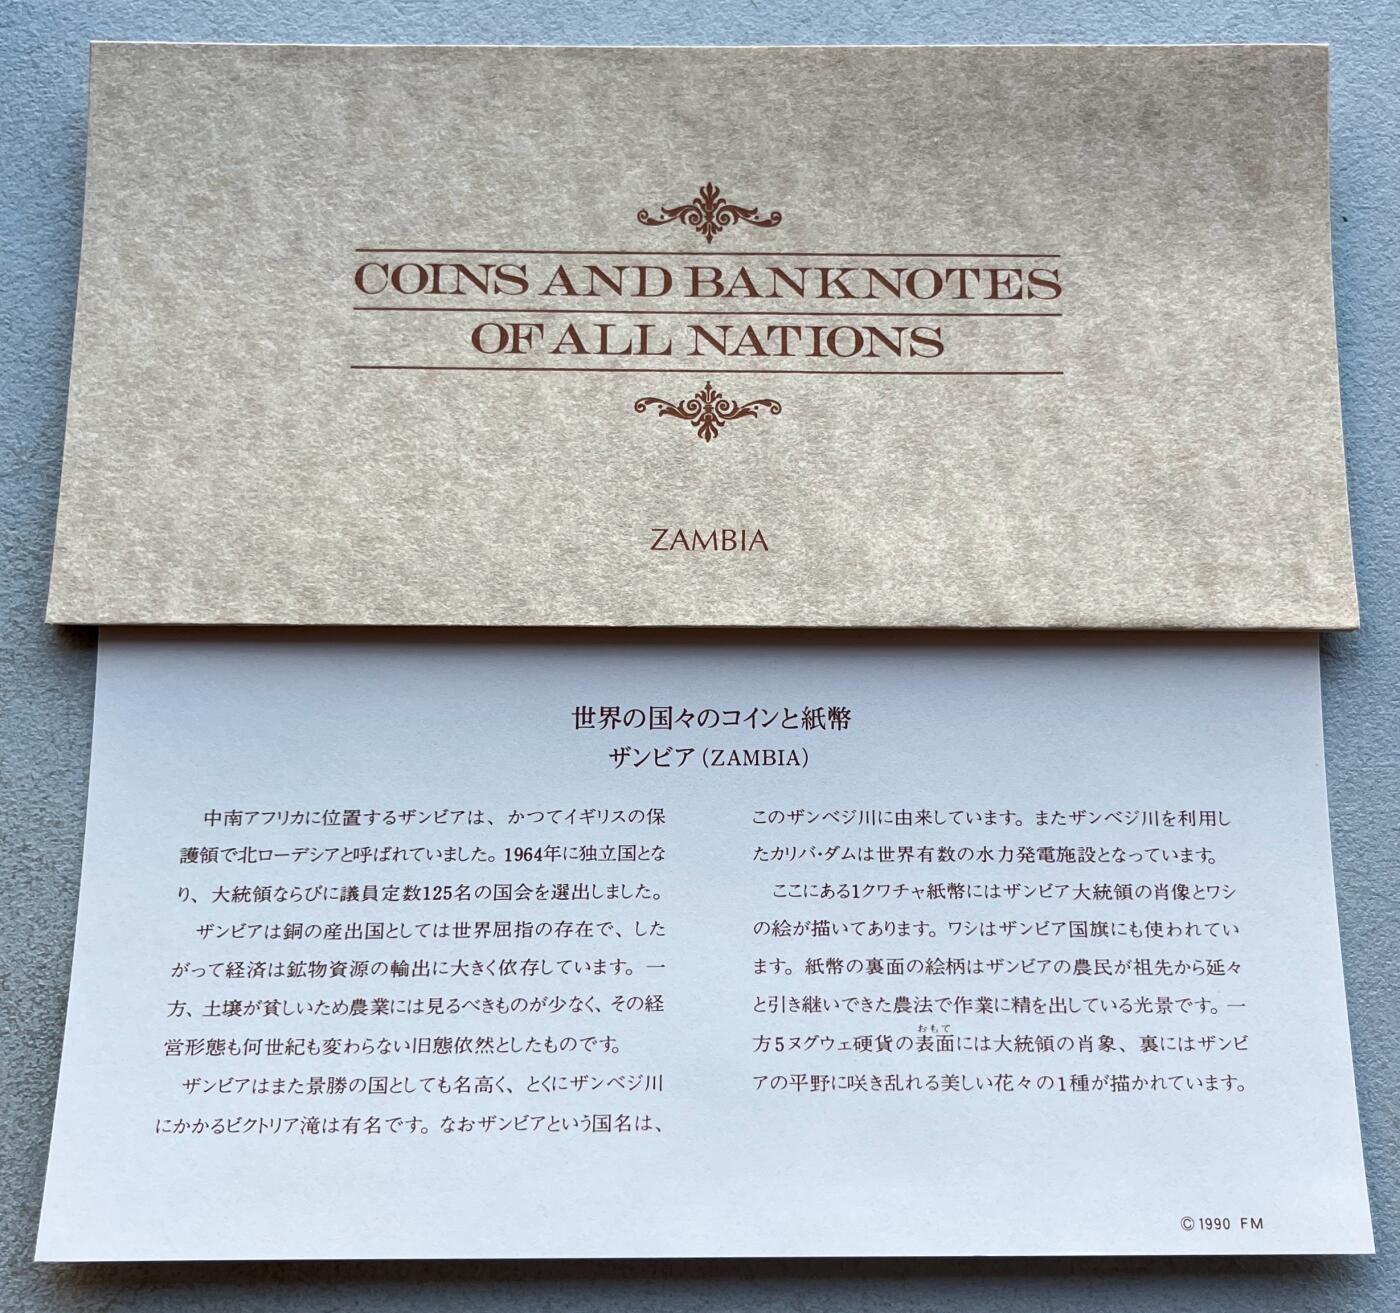 COINS AND BANKNOTES
OF ALL NATIONS
ZAMBIA
世界の国々のコインと紙幣
ザンビア(ZAMBIA)
中南アフリカに位置するザンビアは、かつてイギリスの保
護領で北ローデシアと呼ばれていました。1964年に独立国とな
り、大統領ならびに議員定数125名の国会を選出しました。
ザンビアは銅の産出国としては世界屈指の存在で、した
がって経済は鉱物資源の輸出に大きく依存しています。一
方、土壌が貧しいため農業には見るべきものが少なく、その経
営形態も何世紀も変わらない旧態依然としたものです。
ザンビアはまた景勝の国としても名高く、とくにザンベジ川
にかかるビクトリア滝は有名です。なおザンビアという国名は、
このザンベジ川に由来しています。またザンベジ川を利用し
たカリバ・ダムは世界有数の水力発電施設となっています。
ここにある1クワチャ紙幣にはザンビア大統領の肖像とワシ
の絵が描いてあります。ワシはザンビア国旗にも使われてい
ます。紙幣の裏面の絵柄はザンビアの農民が祖先から延々
と引き継いできた農法で作業に精を出している光景です。一
おもて
方5ヌグウェ硬貨の表面には大統領の肖象、裏にはザンビ
アの平野に咲き乱れる美しい花々の1種が描かれています。
©1990 FM